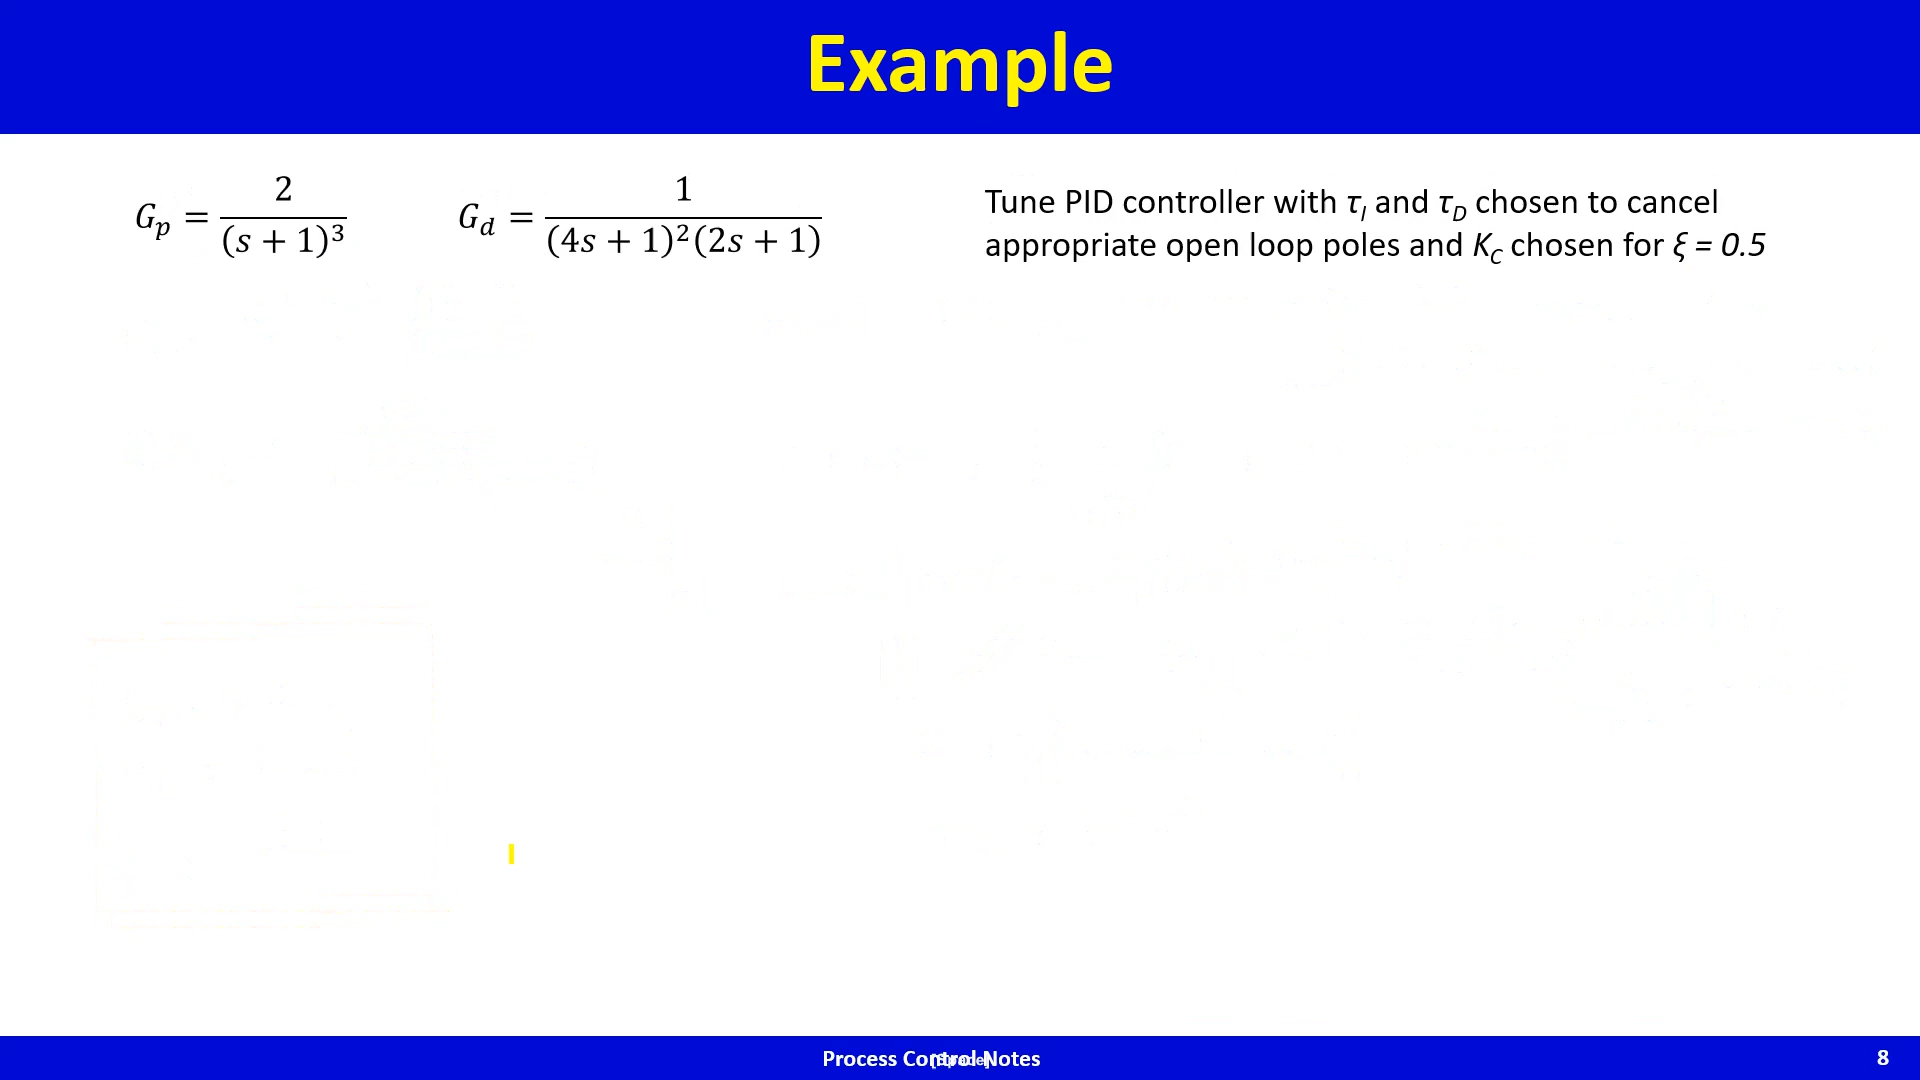 Example
G_p = 2/(s + 1)^3
G_d = 1/((4s + 1)^2(2s + 1))
Tune PID controller with τ_I and τ_D chosen to cancel
appropriate open loop poles and K_C chosen for ξ = 0.5
Process Control Notes
8